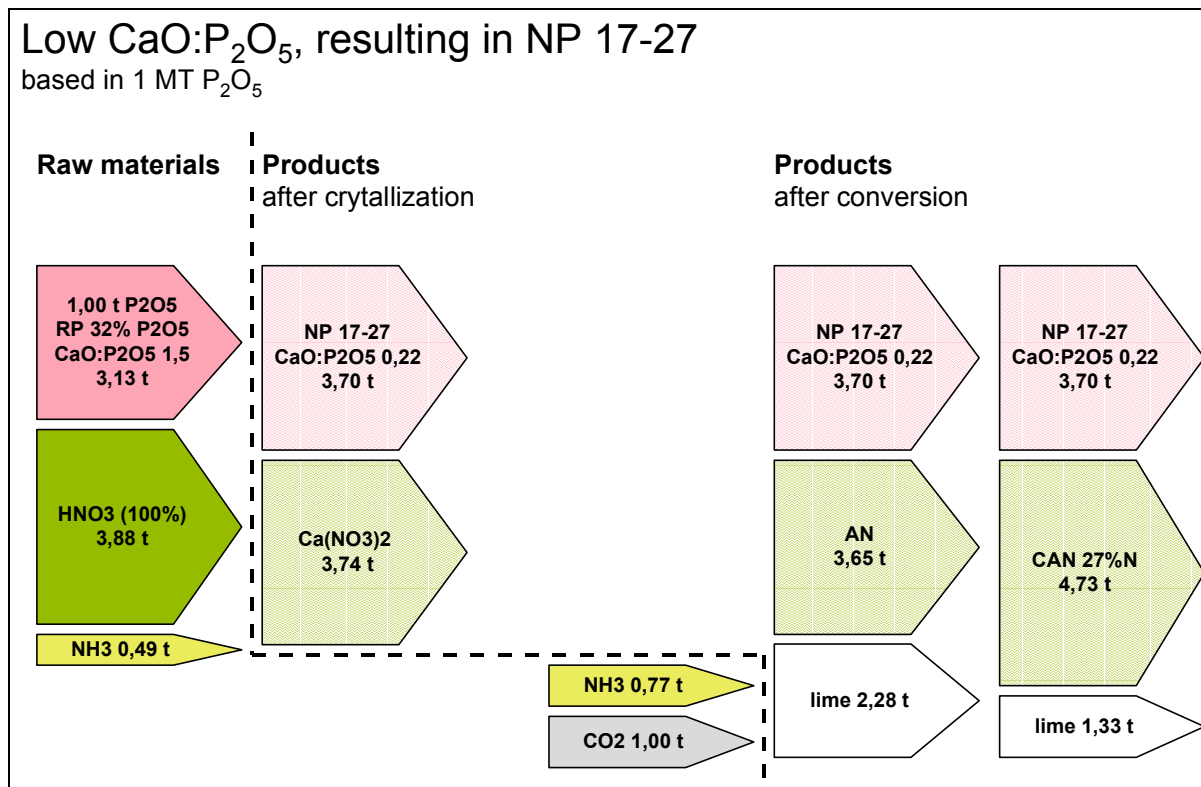 Low CaO:P₂O₅, resulting in NP 17-27
based in 1 MT P₂O₅
Raw materials
Products
after crytallization
Products
after conversion
1,00 t P2O5
RP 32% P2O5
CaO:P2O5 1,5
3,13 t
NP 17-27
CaO:P2O5 0,22
3,70 t
NP 17-27
CaO:P2O5 0,22
3,70 t
NP 17-27
CaO:P2O5 0,22
3,70 t
HNO3 (100%)
3,88 t
Ca(NO3)2
3,74 t
AN
3,65 t
CAN 27%N
4,73 t
NH3 0,49 t
NH3 0,77 t
CO2 1,00 t
lime 2,28 t
lime 1,33 t